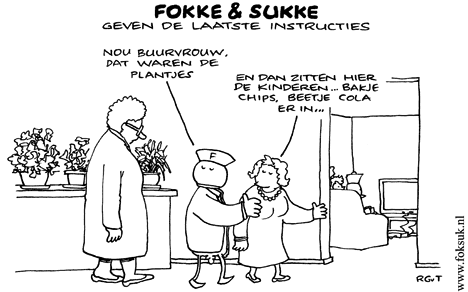 FOKKE & SUKKE
GEVEN DE LAATSTE INSTRUCTIES
NOU BUURVROUW,
DAT WAREN DE
PLANTJES
EN DAN ZITTEN HIER
DE KINDEREN... BAKJE
CHIPS, BEETJE COLA
ER IN...
F
RGvT
www.foksuk.nl